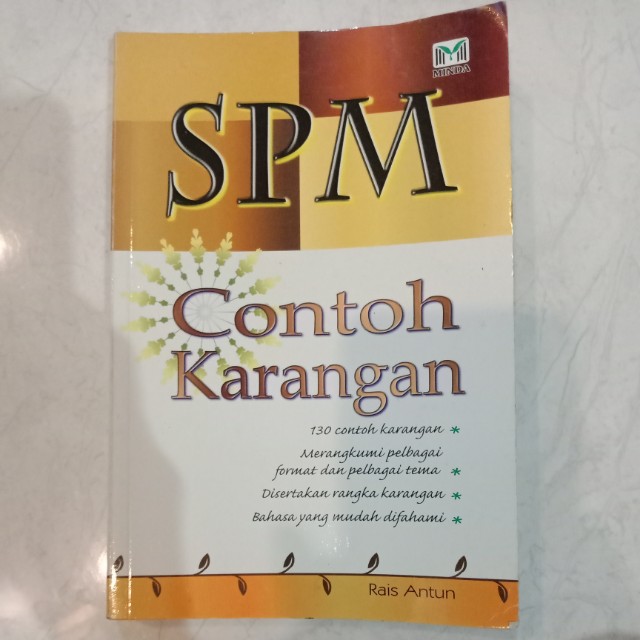 MINDA
SPM
Contoh
Karangan
130 contoh karangan *
Merangkumi pelbagai
format dan pelbagai tema *
Disertakan rangka karangan *
Bahasa yang mudah difahami *
Rais Antun